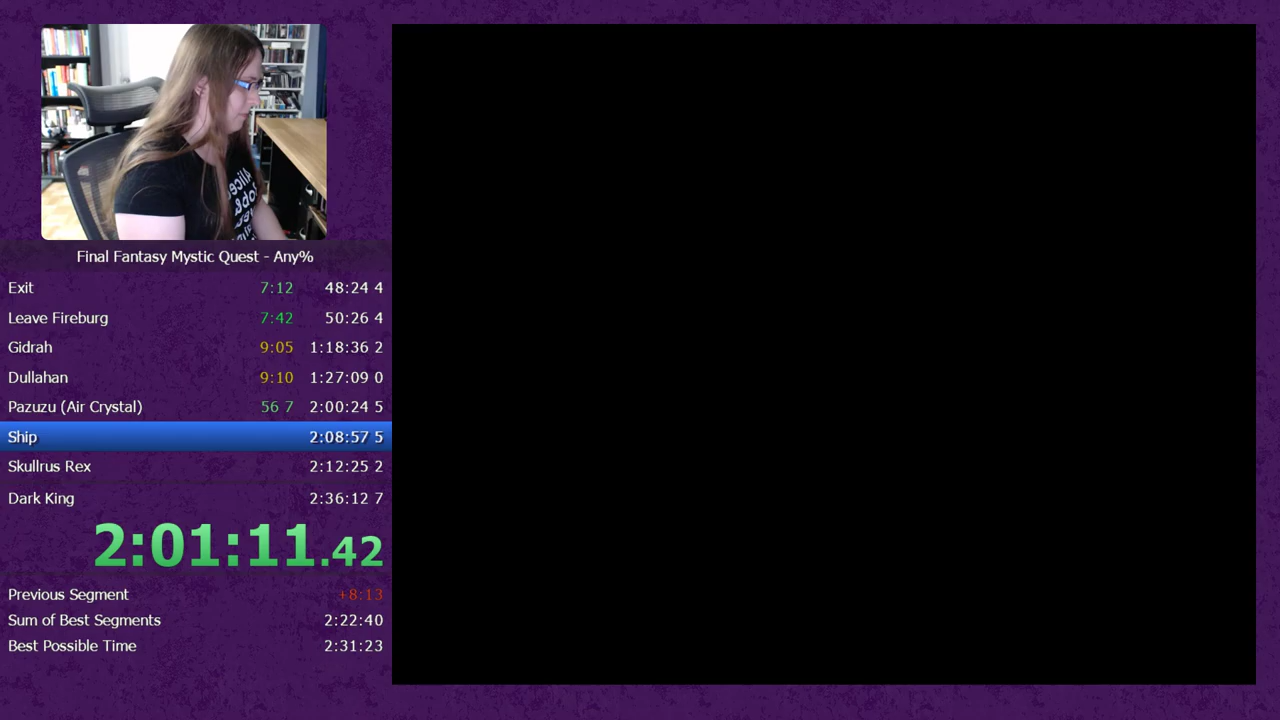 Final Fantasy Mystic Quest - Any%
Exit 7:12 48:24 4
Leave Fireburg 7:42 50:26 4
Gidrah 9:05 1:18:36 2
Dullahan 9:10 1:27:09 0
Pazuzu (Air Crystal) 56 7 2:00:24 5
Ship 2:08:57 5
Skullrus Rex 2:12:25 2
Dark King 2:36:12 7
2:01:11.42
Previous Segment +8:13
Sum of Best Segments 2:22:40
Best Possible Time 2:31:23